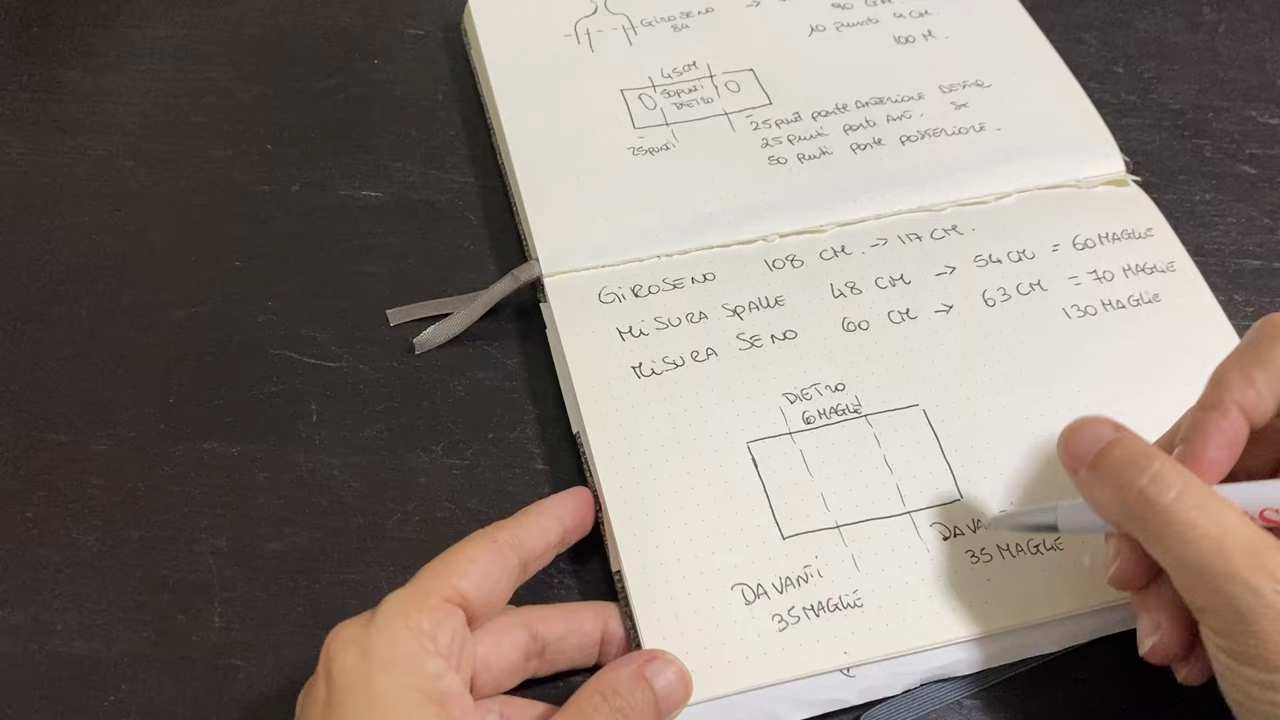 GIROSENO
84
90 CM.
10 punti 9 CM
100 M.
45CM
50 PUNTI
DIETRO
25 punti
25 punti parte ANTERIORE DESTRA
25 punti parte ANT. Sx
50 punti parte POSTERIORE.
GIROSENO 108 CM. -> 117 CM.
MISURA SPALLE 48 CM -> 54 CM = 60 MAGLIE
MISURA SENO 60 CM -> 63 CM = 70 MAGLIE
130 MAGLIE
DIETRO
60 MAGLIE
DAVANTI
35 MAGLIE
DAVANTI
35 MAGLIE